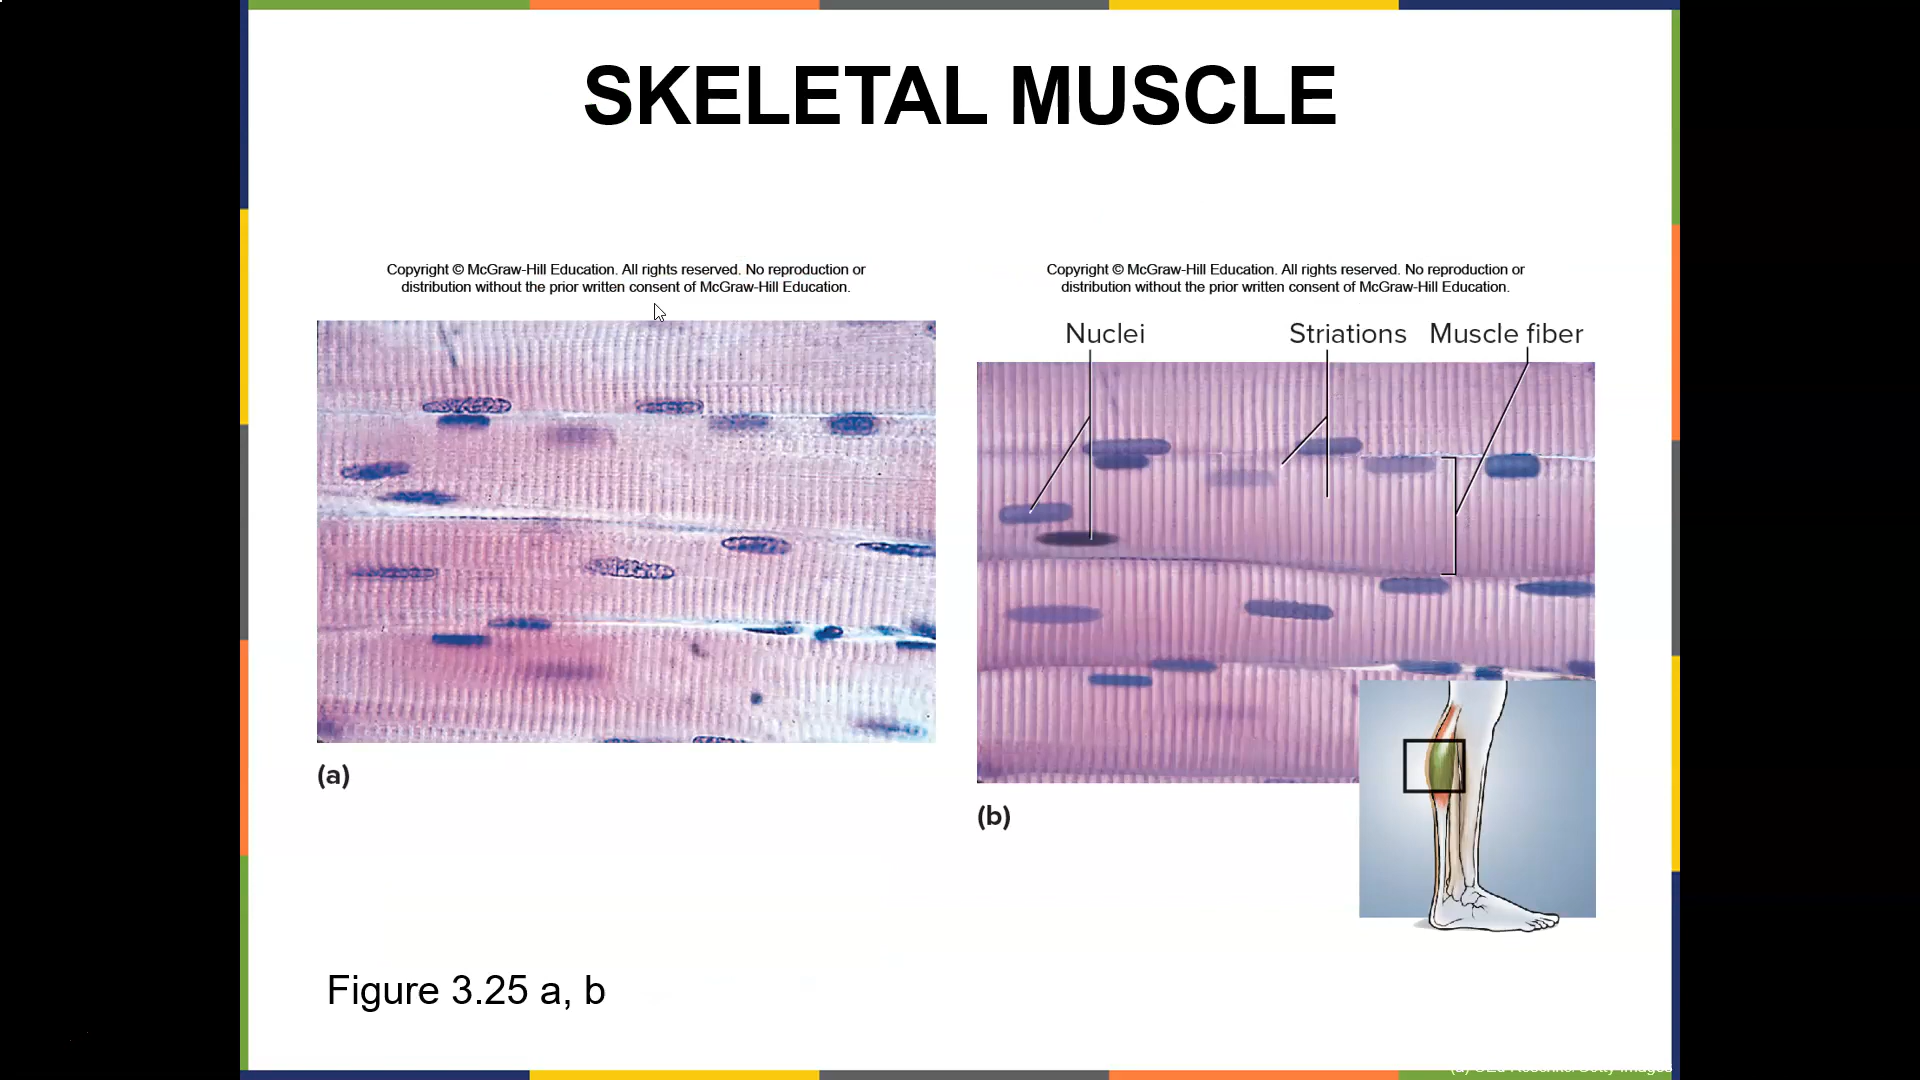 SKELETAL MUSCLE
Copyright © McGraw-Hill Education. All rights reserved. No reproduction or
distribution without the prior written consent of McGraw-Hill Education.
Copyright © McGraw-Hill Education. All rights reserved. No reproduction or
distribution without the prior written consent of McGraw-Hill Education.
Nuclei
Striations
Muscle fiber
(a)
(b)
Figure 3.25 a, b